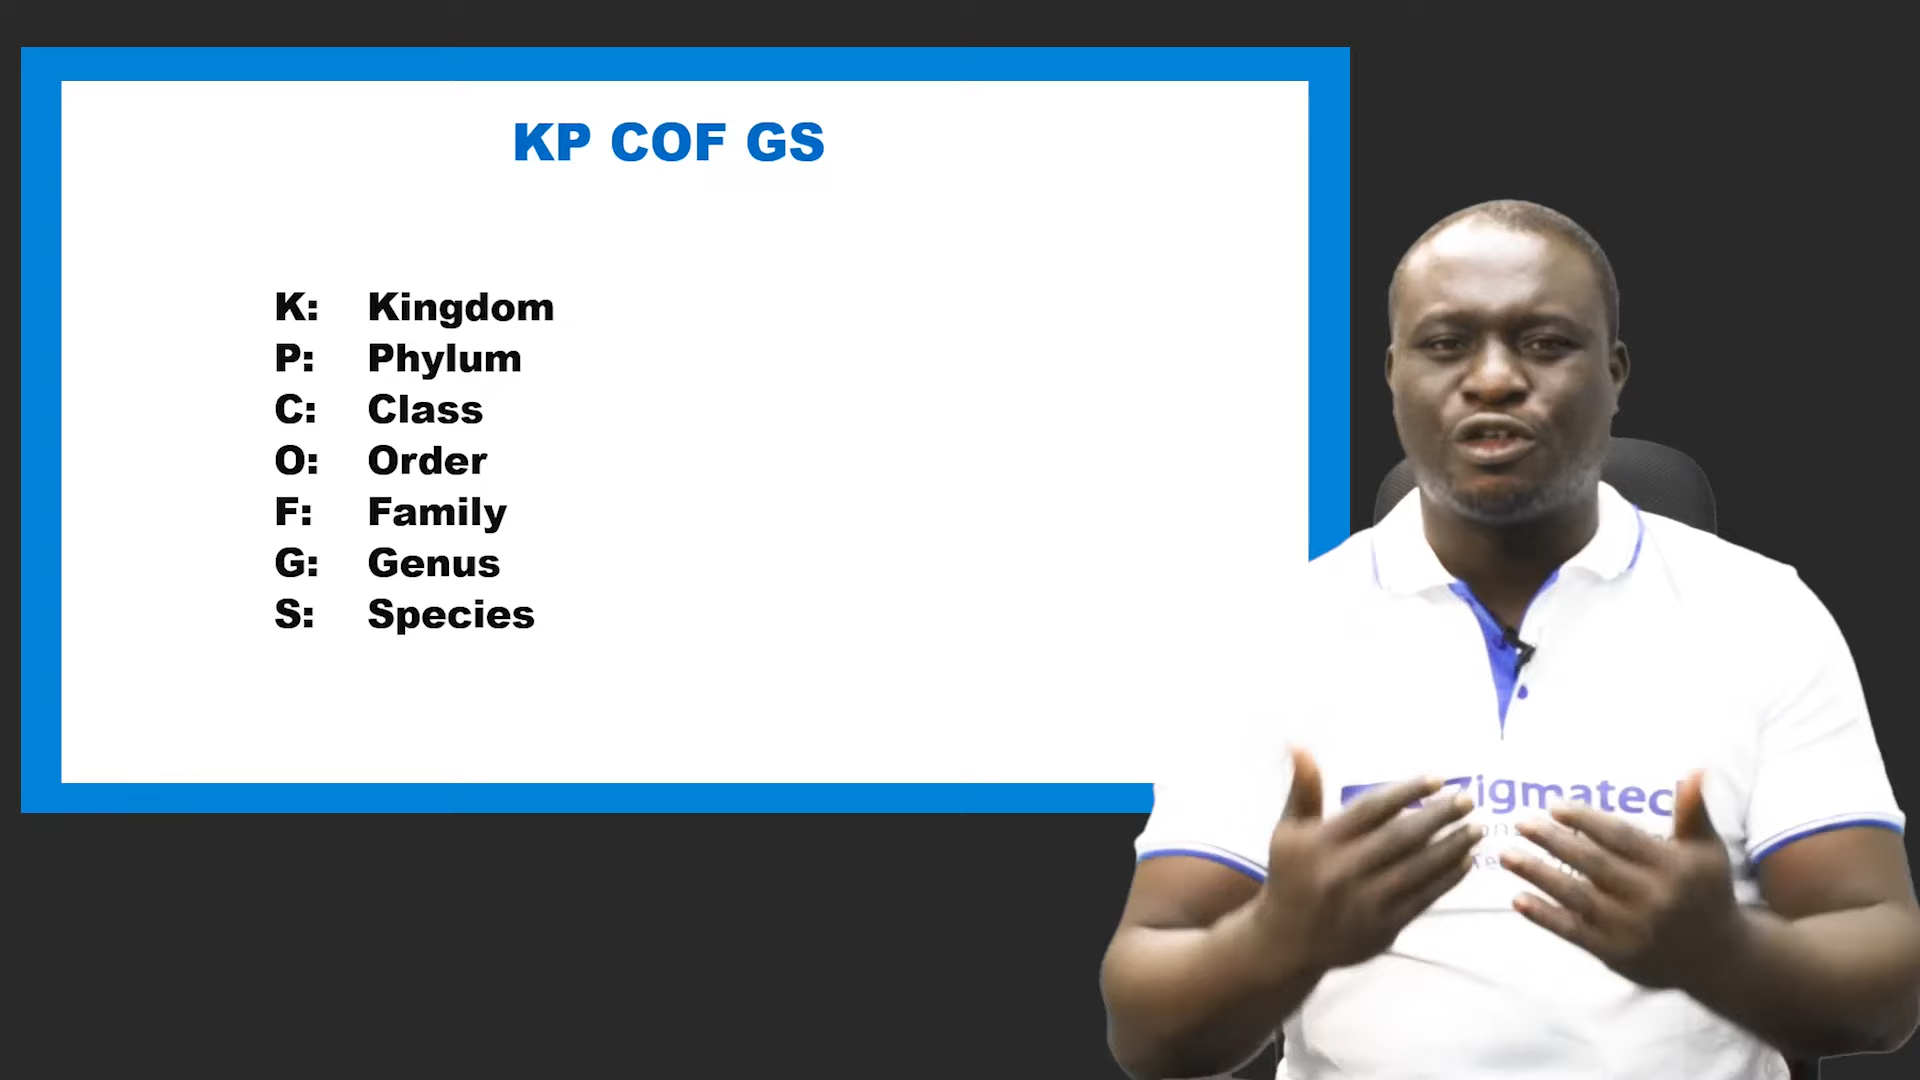 KP COF GS
K: Kingdom
P: Phylum
C: Class
O: Order
F: Family
G: Genus
S: Species